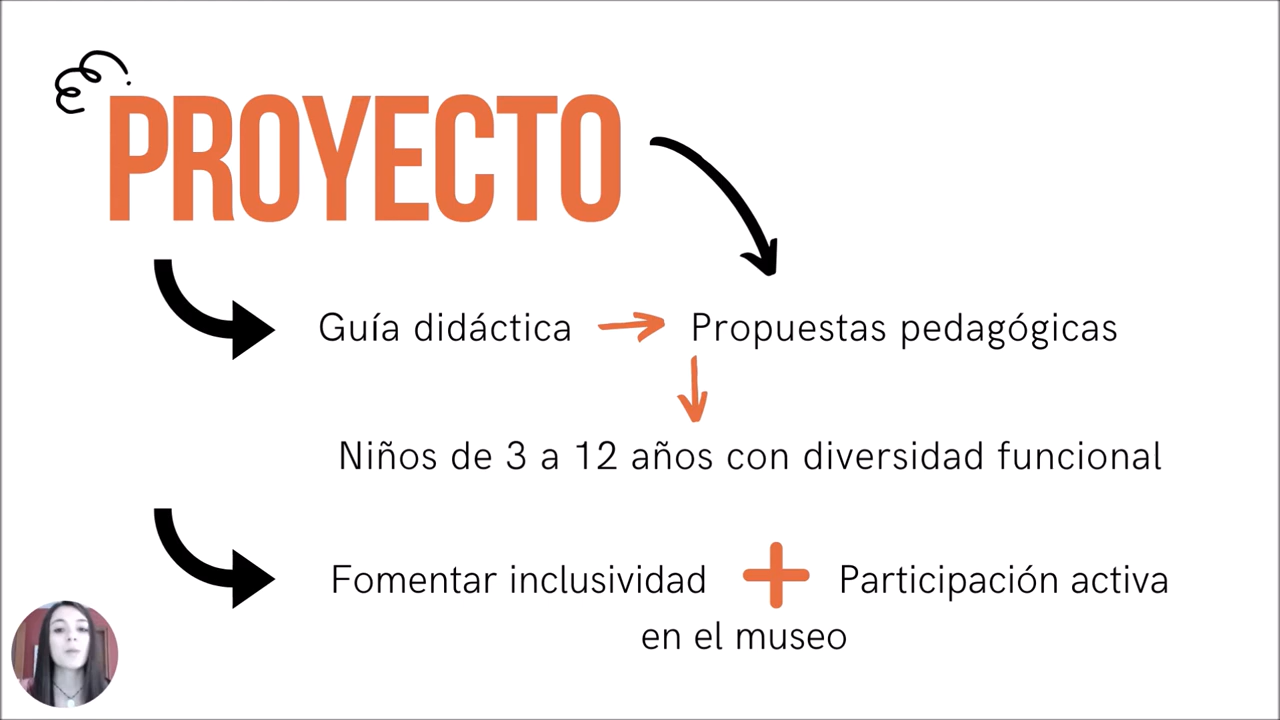 PROYECTO
Guía didáctica → Propuestas pedagógicas
Niños de 3 a 12 años con diversidad funcional
Fomentar inclusividad + Participación activa
en el museo